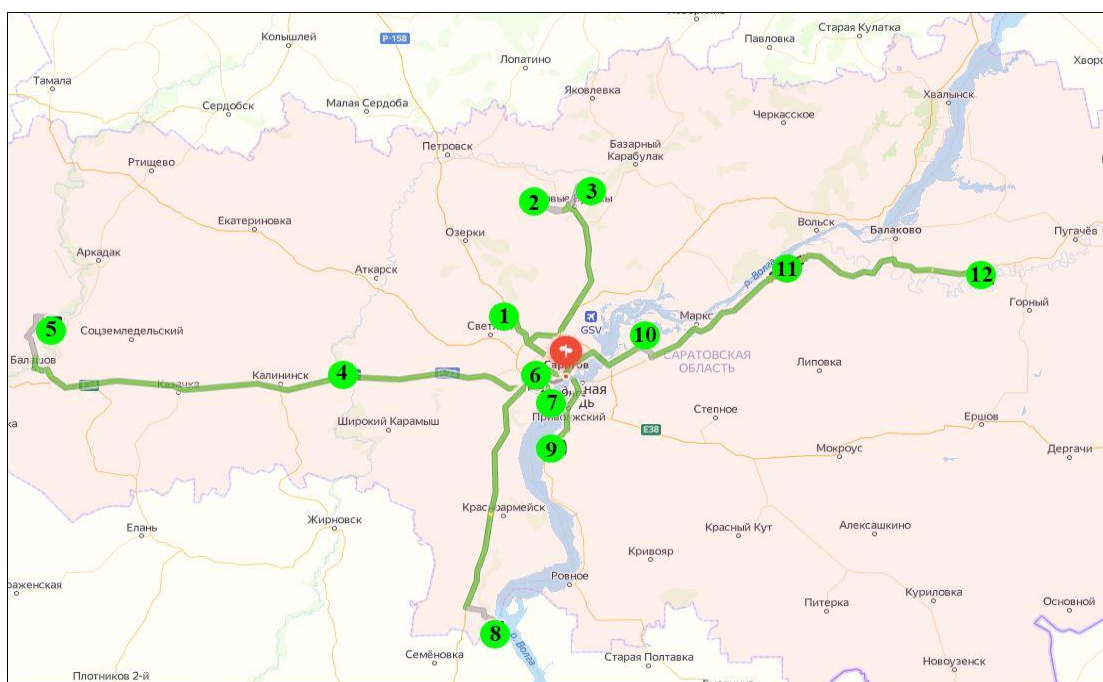 Колышлей
Р-158
Павловка
Старая Кулатка
Лопатино
Тамала
Яковлевка
Хвалынск
Сердобск
Малая Сердоба
Черкасское
Петровск
Базарный
Карабулак
Ртищево
3
2
Екатериновка
Озерки
Вольск
Балаково
Пугачёв
Аркадак
Аткарск
р. Волга
11
12
Горный
1
GSV
Маркс
5
Соцземледельский
10
САРАТОВСКАЯ
ОБЛАСТЬ
Балашов
Липовка
Саратов
4
6
Калининск
Казачка
7
Приволжский
Степное
Широкий Карамыш
Ершов
E38
9
Мокроус
Дергачи
Красноармейск
Елань
Жирновск
Красный Кут
Алексашкино
Кривояр
Ровное
Питерка
Куриловка
Основной
8
р. Волга
Семёновка
Старая Полтавка
Новоузенск
Плотников 2-й